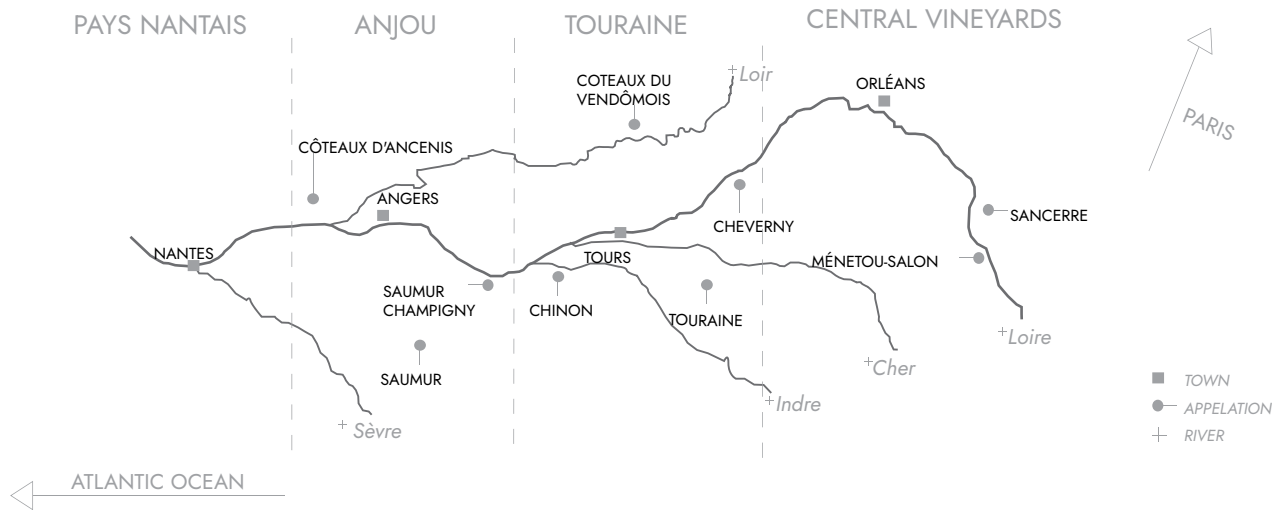 PAYS NANTAIS
ANJOU
TOURAINE
CENTRAL VINEYARDS
Loir
COTEAUX DU
VENDÔMOIS
ORLÉANS
PARIS
CÔTEAUX D'ANCENIS
ANGERS
SANCERRE
CHEVERNY
NANTES
TOURS
MÉNETOU-SALON
SAUMUR
CHAMPIGNY
CHINON
TOURAINE
Loire
Cher
SAUMUR
Indre
Sèvre
TOWN
APPELATION
RIVER
ATLANTIC OCEAN